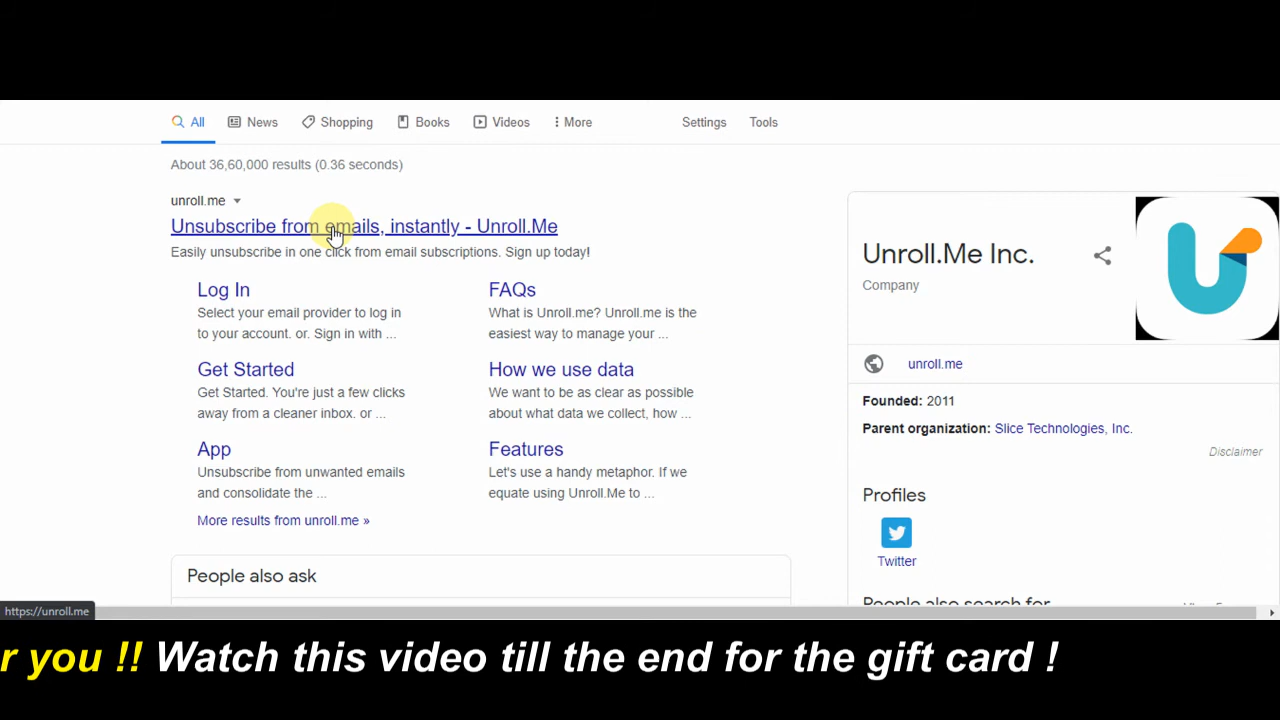 All
News
Shopping
Books
Videos
More
Settings
Tools
About 36,60,000 results (0.36 seconds)
unroll.me
Unsubscribe from emails, instantly - Unroll.Me
Easily unsubscribe in one click from email subscriptions. Sign up today!
Log In
Select your email provider to log in
to your account. or. Sign in with ...
FAQs
What is Unroll.me? Unroll.me is the
easiest way to manage your ...
Get Started
Get Started. You're just a few clicks
away from a cleaner inbox. or ...
How we use data
We want to be as clear as possible
about what data we collect, how ...
App
Unsubscribe from unwanted emails
and consolidate the ...
Features
Let's use a handy metaphor. If we
equate using Unroll.Me to ...
More results from unroll.me »
People also ask
Unroll.Me Inc.
Company
unroll.me
Founded: 2011
Parent organization: Slice Technologies, Inc.
Disclaimer
Profiles
Twitter
People also search for
https://unroll.me
r you !! Watch this video till the end for the gift card !